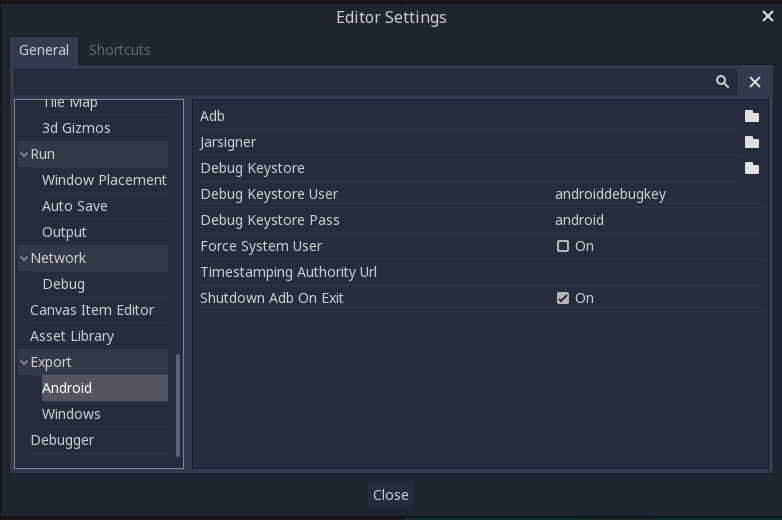 Editor Settings
General
Shortcuts
Tile Map
3d Gizmos
Run
Window Placement
Auto Save
Output
Network
Debug
Canvas Item Editor
Asset Library
Export
Android
Windows
Debugger
Adb
Jarsigner
Debug Keystore
Debug Keystore User androiddebugkey
Debug Keystore Pass android
Force System User On
Timestamping Authority Url
Shutdown Adb On Exit On
Close